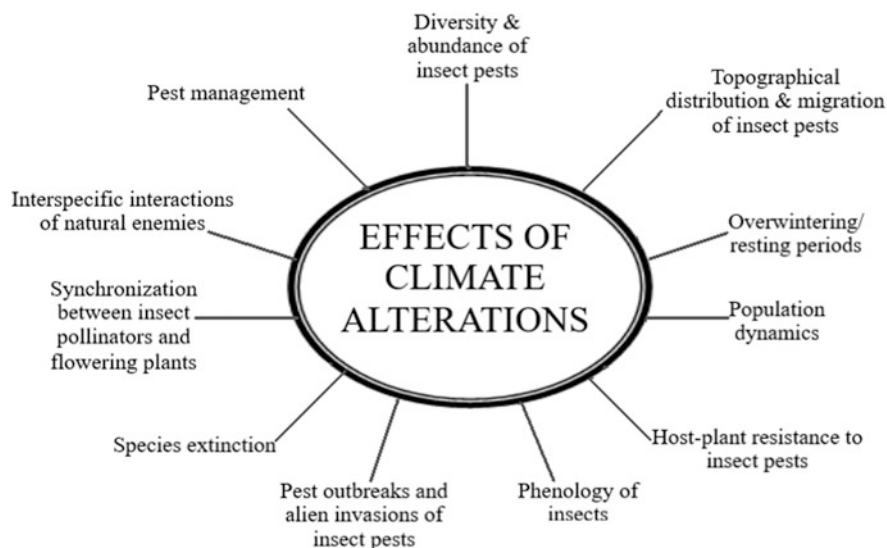 Diversity &
abundance of
insect pests
Topographical
distribution & migration
of insect pests
Overwintering/
resting periods
Population
dynamics
Host-plant resistance to
insect pests
Phenology of
insects
Pest outbreaks and
alien invasions of
insect pests
Species extinction
Synchronization
between insect
pollinators and
flowering plants
Interspecific interactions
of natural enemies
Pest management
EFFECTS OF
CLIMATE
ALTERATIONS